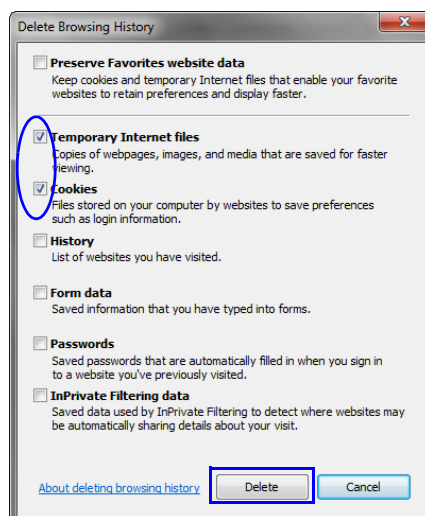 Delete Browsing History
Preserve Favorites website data
Keep cookies and temporary Internet files that enable your favorite
websites to retain preferences and display faster.
Temporary Internet files
Copies of webpages, images, and media that are saved for faster
viewing.
Cookies
Files stored on your computer by websites to save preferences
such as login information.
History
List of websites you have visited.
Form data
Saved information that you have typed into forms.
Passwords
Saved passwords that are automatically filled in when you sign in
to a website you've previously visited.
InPrivate Filtering data
Saved data used by InPrivate Filtering to detect where websites may
be automatically sharing details about your visit.
About deleting browsing history Delete Cancel